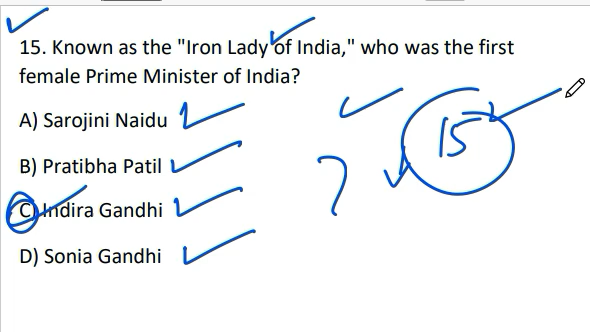 15. Known as the "Iron Lady of India," who was the first
female Prime Minister of India?
A) Sarojini Naidu
B) Pratibha Patil
C) Indira Gandhi
D) Sonia Gandhi
?
15